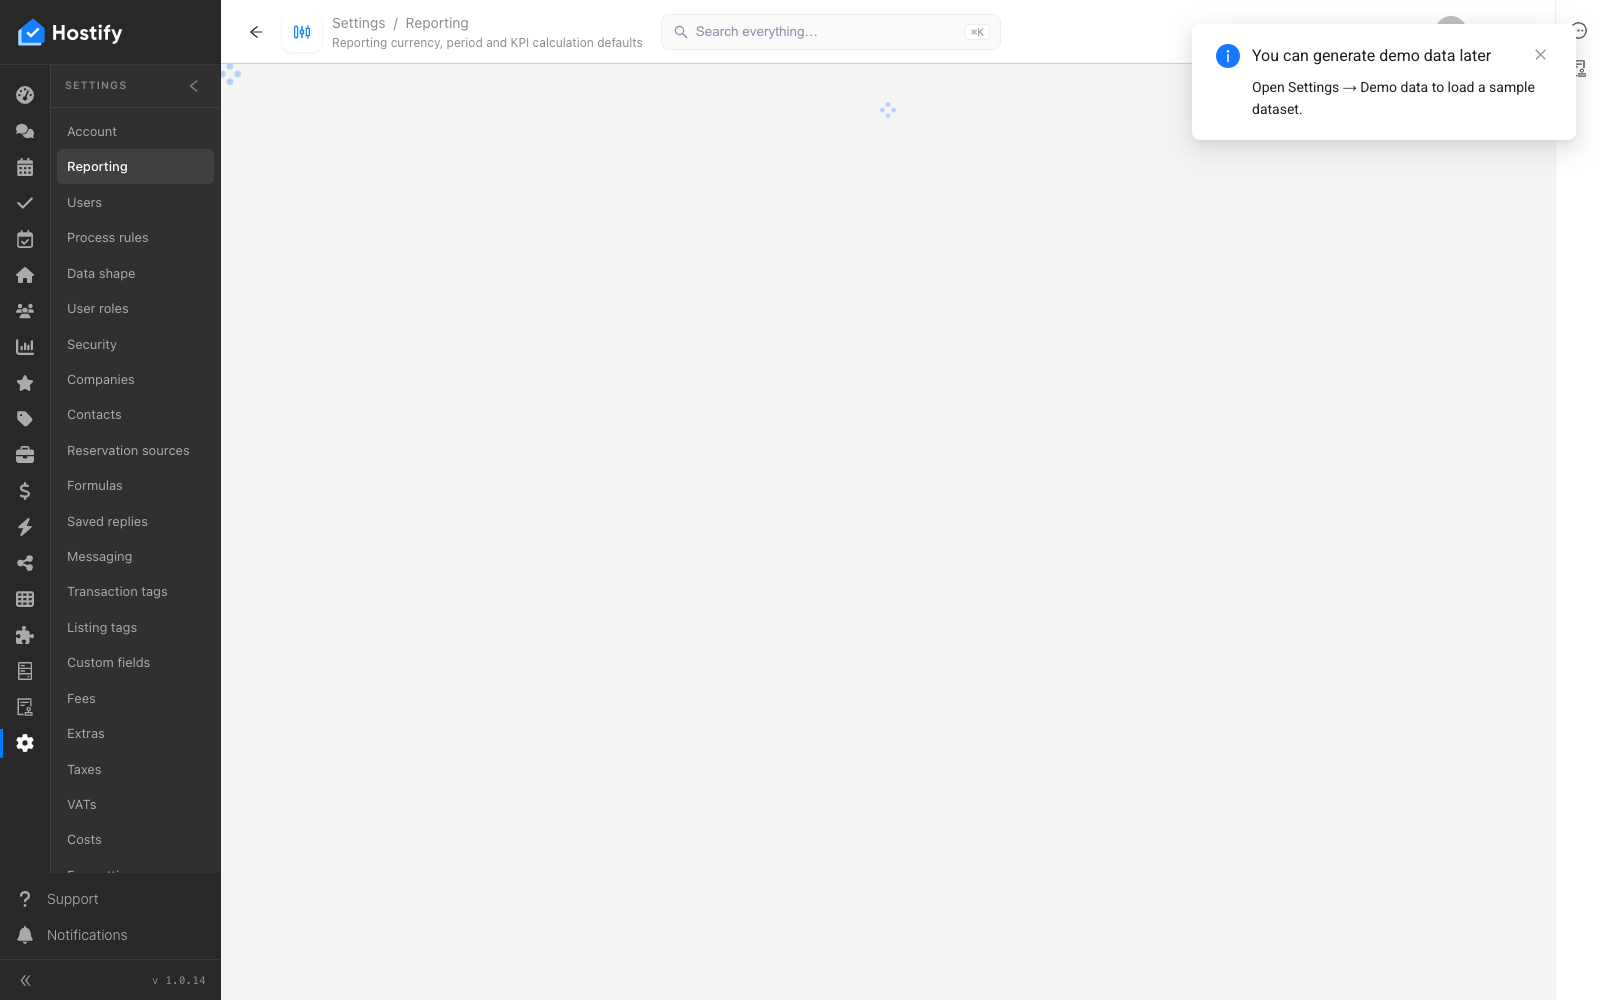 Hostify
SETTINGS
Account
Reporting
Users
Process rules
Data shape
User roles
Security
Companies
Contacts
Reservation sources
Formulas
Saved replies
Messaging
Transaction tags
Listing tags
Custom fields
Fees
Extras
Taxes
VATs
Costs
Support
Notifications
v 1.0.14
Settings / Reporting
Reporting currency, period and KPI calculation defaults
Search everything...
⌘K
You can generate demo data later
Open Settings → Demo data to load a sample
dataset.